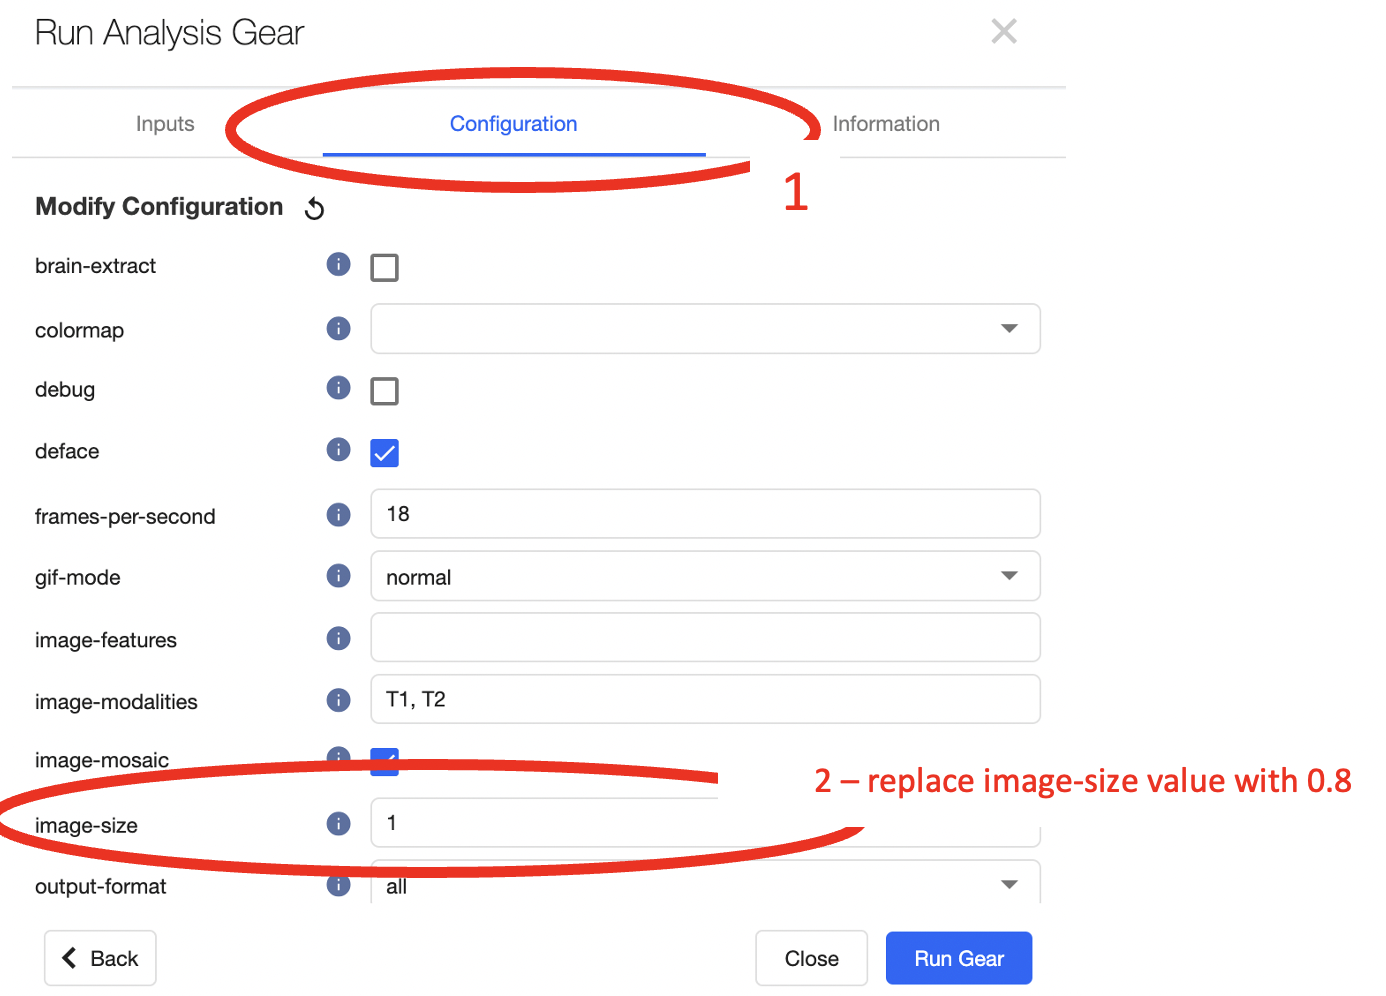 Run Analysis Gear
Inputs Configuration Information
1
Modify Configuration
brain-extract
colormap
debug
deface
frames-per-second 18
gif-mode normal
image-features
image-modalities T1, T2
image-mosaic
2 – replace image-size value with 0.8
image-size 1
output-format all
Back Close Run Gear